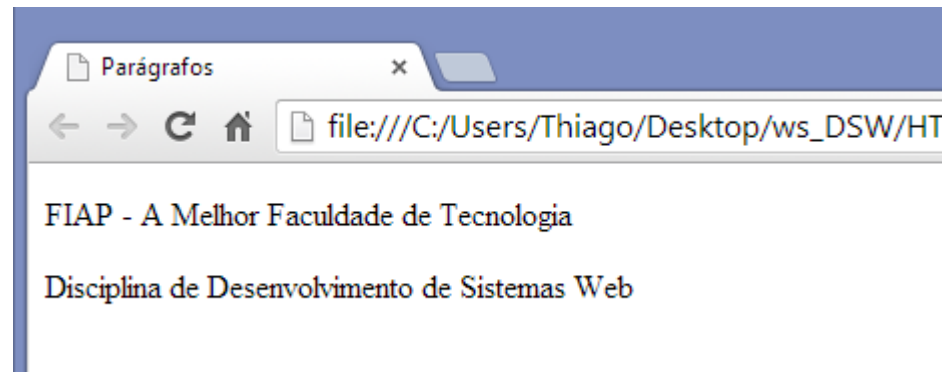 Parágrafos
file:///C:/Users/Thiago/Desktop/ws_DSW/HT
FIAP - A Melhor Faculdade de Tecnologia
Disciplina de Desenvolvimento de Sistemas Web